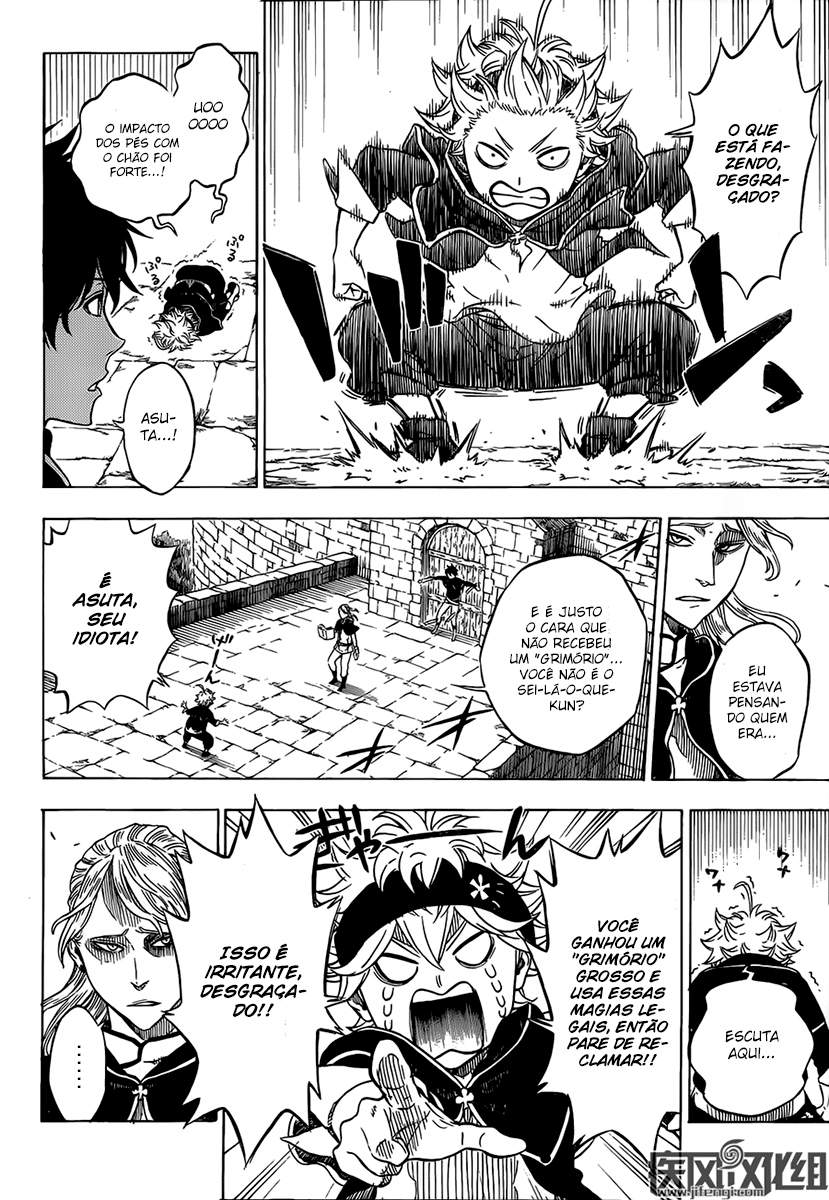 O QUE
ESTÁ FA-
ZENDO,
DESGRA-
ÇADO?
UOO
OOOO
O IMPACTO
DOS PÉS COM
O CHÃO FOI
FORTE...!
ASU-
TA...!
EU
ESTAVA
PENSAN-
DO QUEM
ERA...
E É JUSTO
O CARA QUE
NÃO RECEBEU
UM "GRIMÓRIO"...
VOCÊ NÃO É O
SEI-LÁ-O-QUE-
KUN?
É
ASUTA,
SEU
IDIOTA!
ESCUTA
AQUI...
VOCÊ
GANHOU UM
"GRIMÓRIO"
GROSSO E
USA ESSAS
MAGIAS LE-
GAIS, ENTÃO
PARE DE RE-
CLAMAR!!
ISSO É
IRRITANTE,
DESGRAÇA-
DO!!
......
www.jifengi.com